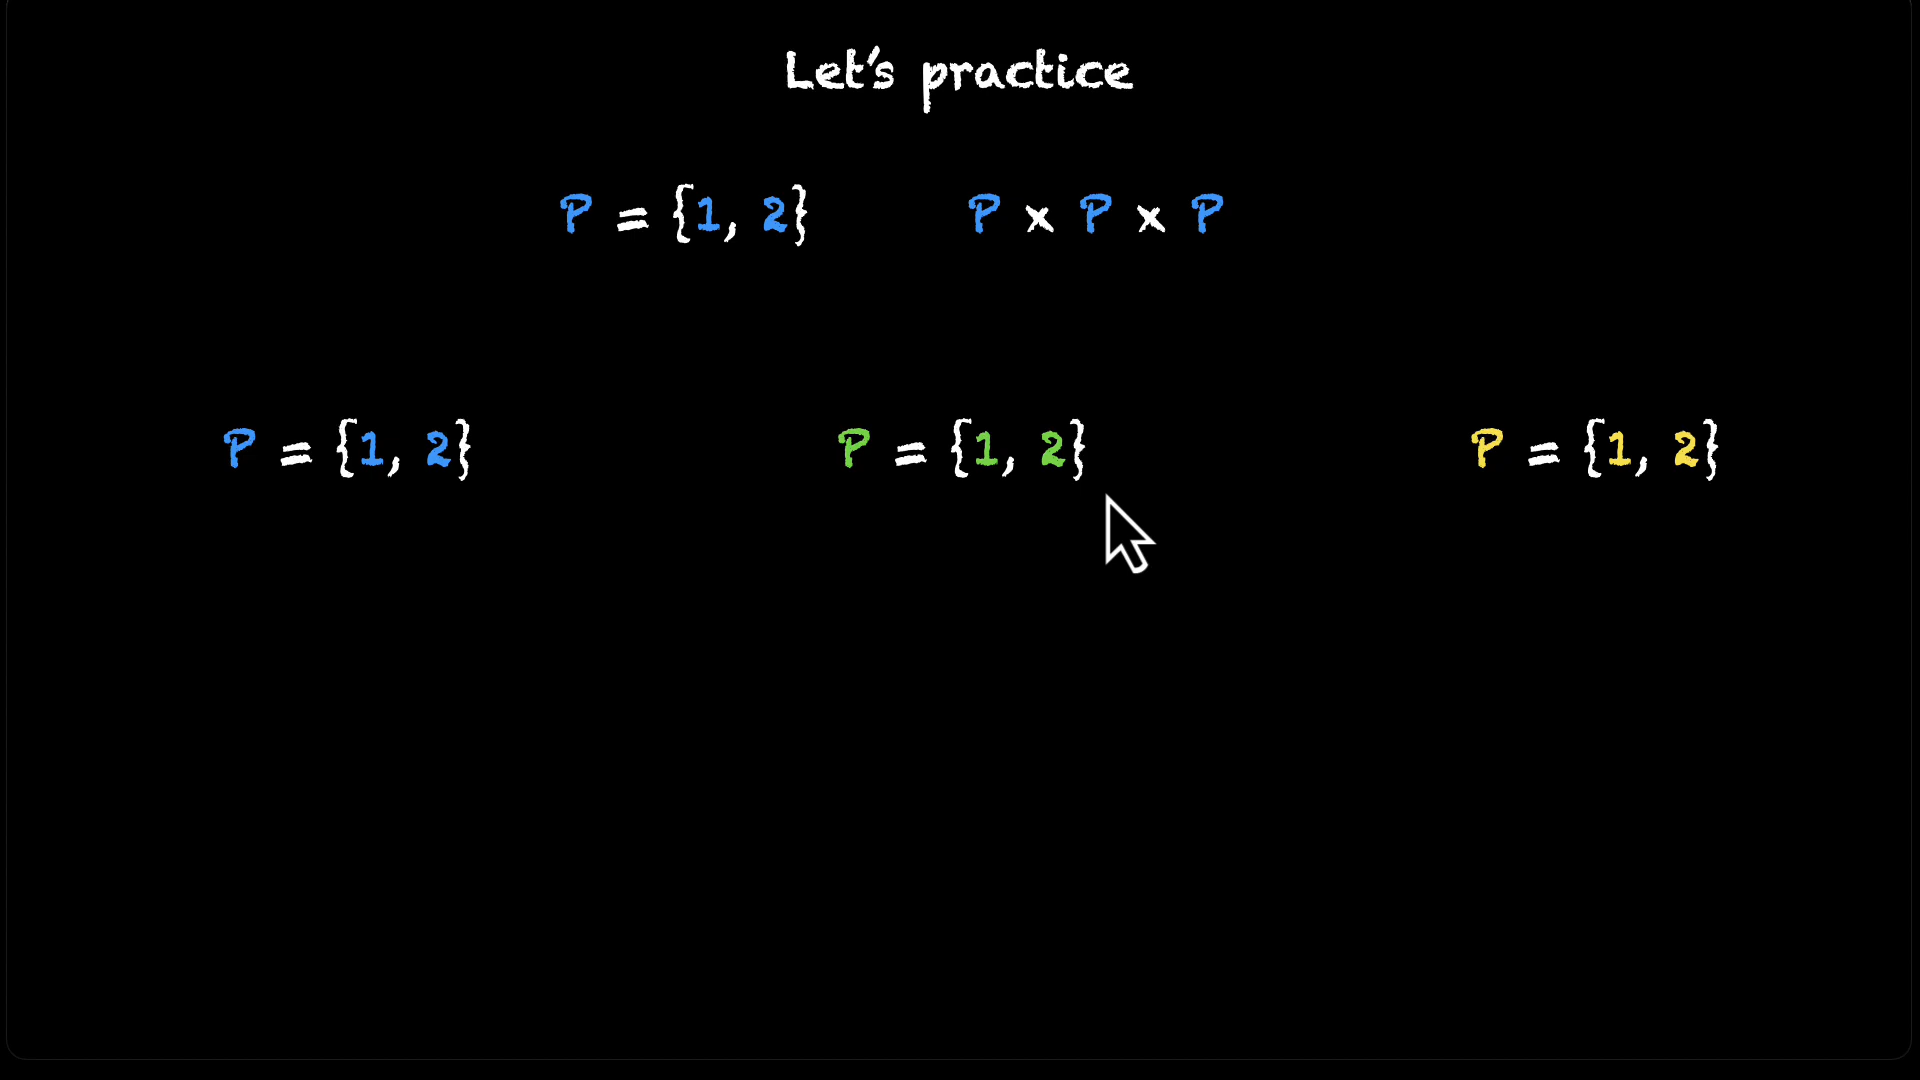 Let's practice
P = {1, 2} P x P x P
P = {1, 2} P = {1, 2} P = {1, 2}